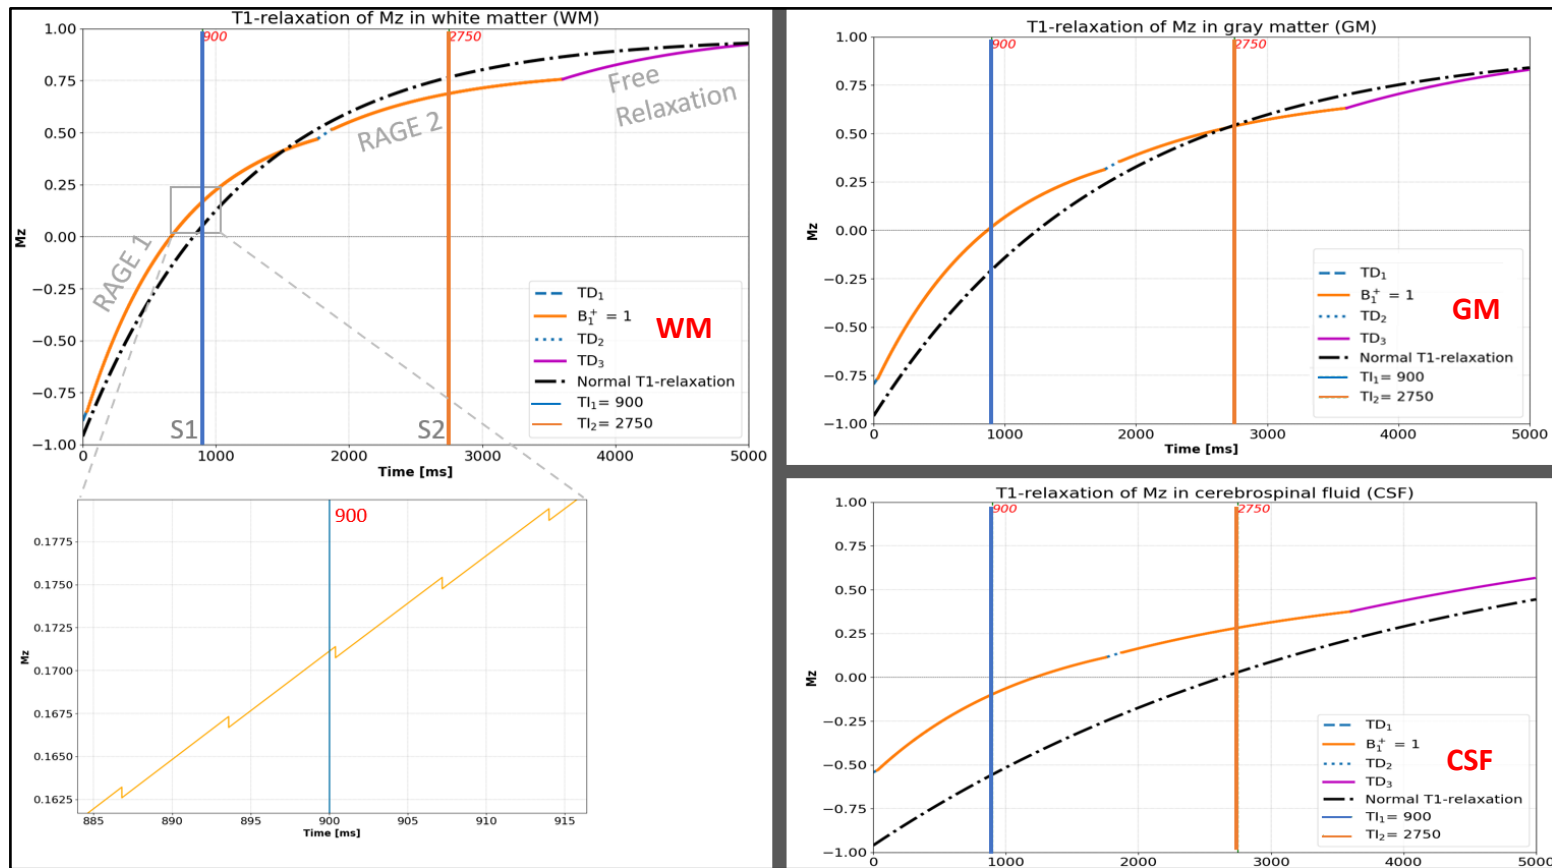 T1-relaxation of Mz in white matter (WM)
900
2750
1.00
0.75
0.50
0.25
0.00
−0.25
−0.50
−0.75
−1.00
Mz
RAGE 1
RAGE 2
Free
Relaxation
TD1
B1+ = 1
TD2
TD3
Normal T1-relaxation
TI1= 900
TI2= 2750
WM
S1
S2
0 1000 2000 3000 4000 5000
Time [ms]
900
0.1775
0.1750
0.1725
0.1700
0.1675
0.1650
0.1625
Mz
885 890 895 900 905 910 915
Time [ms]
T1-relaxation of Mz in gray matter (GM)
900
2750
1.00
0.75
0.50
0.25
0.00
−0.25
−0.50
−0.75
−1.00
Mz
TD1
B1+ = 1
TD2
TD3
Normal T1-relaxation
TI1= 900
TI2= 2750
GM
0 1000 2000 3000 4000 5000
Time [ms]
T1-relaxation of Mz in cerebrospinal fluid (CSF)
900
2750
1.00
0.75
0.50
0.25
0.00
−0.25
−0.50
−0.75
−1.00
Mz
TD1
B1+ = 1
TD2
TD3
Normal T1-relaxation
TI1= 900
TI2= 2750
CSF
0 1000 2000 3000 4000 5000